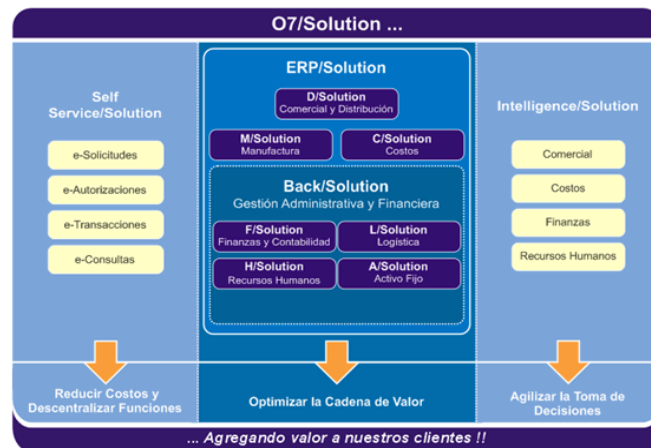 O7/Solution ...
Self
Service/Solution
e-Solicitudes
e-Autorizaciones
e-Transacciones
e-Consultas
ERP/Solution
D/Solution
Comercial y Distribución
M/Solution
Manufactura
C/Solution
Costos
Back/Solution
Gestión Administrativa y Financiera
F/Solution
Finanzas y Contabilidad
L/Solution
Logística
H/Solution
Recursos Humanos
A/Solution
Activo Fijo
Intelligence/Solution
Comercial
Costos
Finanzas
Recursos Humanos
Reducir Costos y
Descentralizar Funciones
Optimizar la Cadena de Valor
Agilizar la Toma de
Decisiones
... Agregando valor a nuestros clientes !!